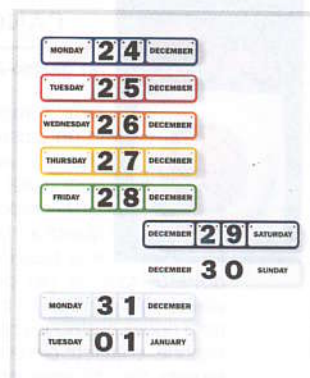 MONDAY 24 DECEMBER
TUESDAY 25 DECEMBER
WEDNESDAY 26 DECEMBER
THURSDAY 27 DECEMBER
FRIDAY 28 DECEMBER
DECEMBER 29 SATURDAY
DECEMBER 30 SUNDAY
MONDAY 31 DECEMBER
TUESDAY 01 JANUARY